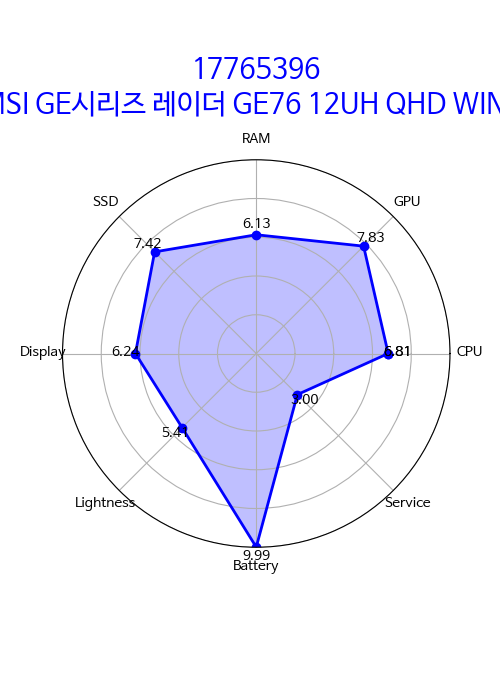 17765396
MSI GE시리즈 레이더 GE76 12UH QHD WIN
RAM
SSD
GPU
6.13
7.42
7.83
Display
6.24
6.81
CPU
3.00
5.41
Lightness
Service
9.99
Battery